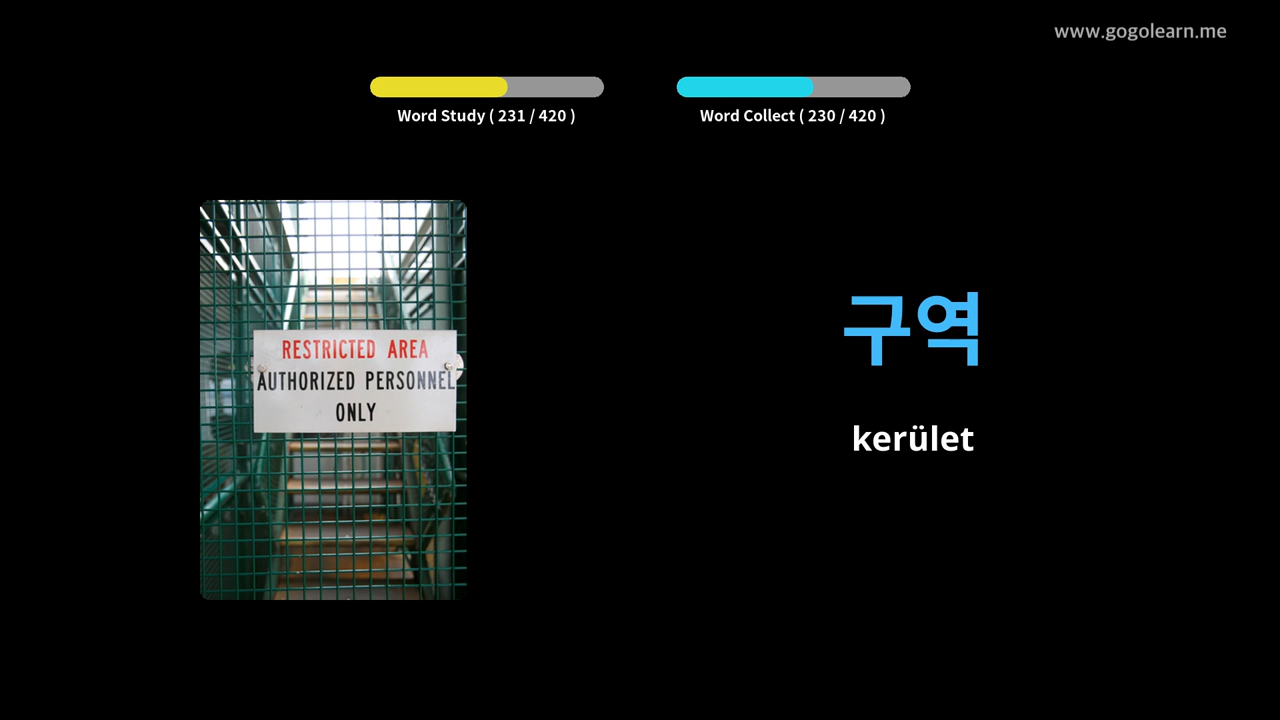 www.gogolearn.me
Word Study ( 231 / 420 )
Word Collect ( 230 / 420 )
RESTRICTED AREA
AUTHORIZED PERSONNEL
ONLY
구역
kerület